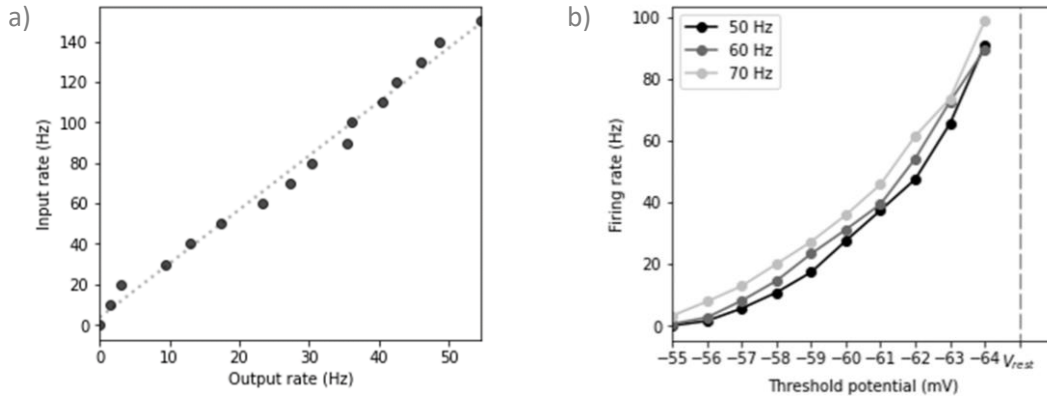 a)
Input rate (Hz)
140
120
100
80
60
40
20
0
0 10 20 30 40 50
Output rate (Hz)
b)
50 Hz
60 Hz
70 Hz
Firing rate (Hz)
100
80
60
40
20
0
−55 −56 −57 −58 −59 −60 −61 −62 −63 −64 Vrest
Threshold potential (mV)